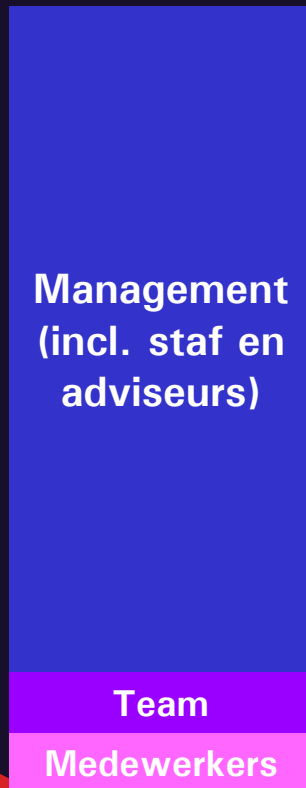 Management
(incl. staf en
adviseurs)
Team
Medewerkers